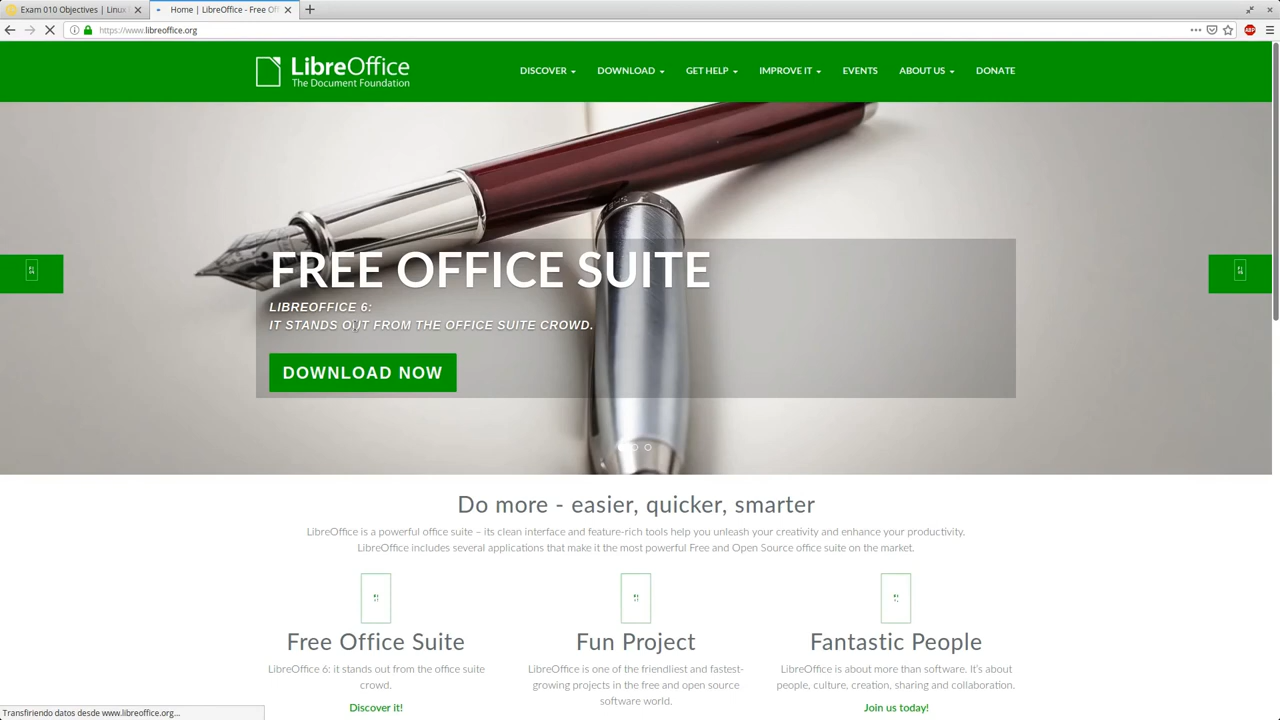 Exam 010 Objectives | Linux
Home | LibreOffice - Free Of
https://www.libreoffice.org
ABP
LibreOffice
The Document Foundation
DISCOVER
DOWNLOAD
GET HELP
IMPROVE IT
EVENTS
ABOUT US
DONATE
FREE OFFICE SUITE
LIBREOFFICE 6:
IT STANDS OUT FROM THE OFFICE SUITE CROWD.
DOWNLOAD NOW
Do more - easier, quicker, smarter
LibreOffice is a powerful office suite – its clean interface and feature-rich tools help you unleash your creativity and enhance your productivity.
LibreOffice includes several applications that make it the most powerful Free and Open Source office suite on the market.
Free Office Suite
LibreOffice 6: it stands out from the office suite
crowd.
Discover it!
Fun Project
LibreOffice is one of the friendliest and fastest-
growing projects in the free and open source
software world.
Fantastic People
LibreOffice is about more than software. It's about
people, culture, creation, sharing and collaboration.
Join us today!
Transfiriendo datos desde www.libreoffice.org...